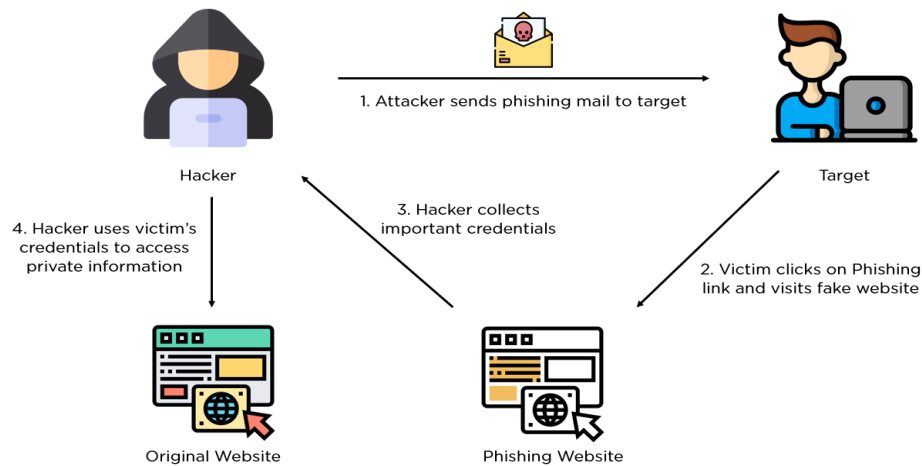 1. Attacker sends phishing mail to target
Hacker
Target
3. Hacker collects
important credentials
4. Hacker uses victim's
credentials to access
private information
2. Victim clicks on Phishing
link and visits fake website
Original Website
Phishing Website